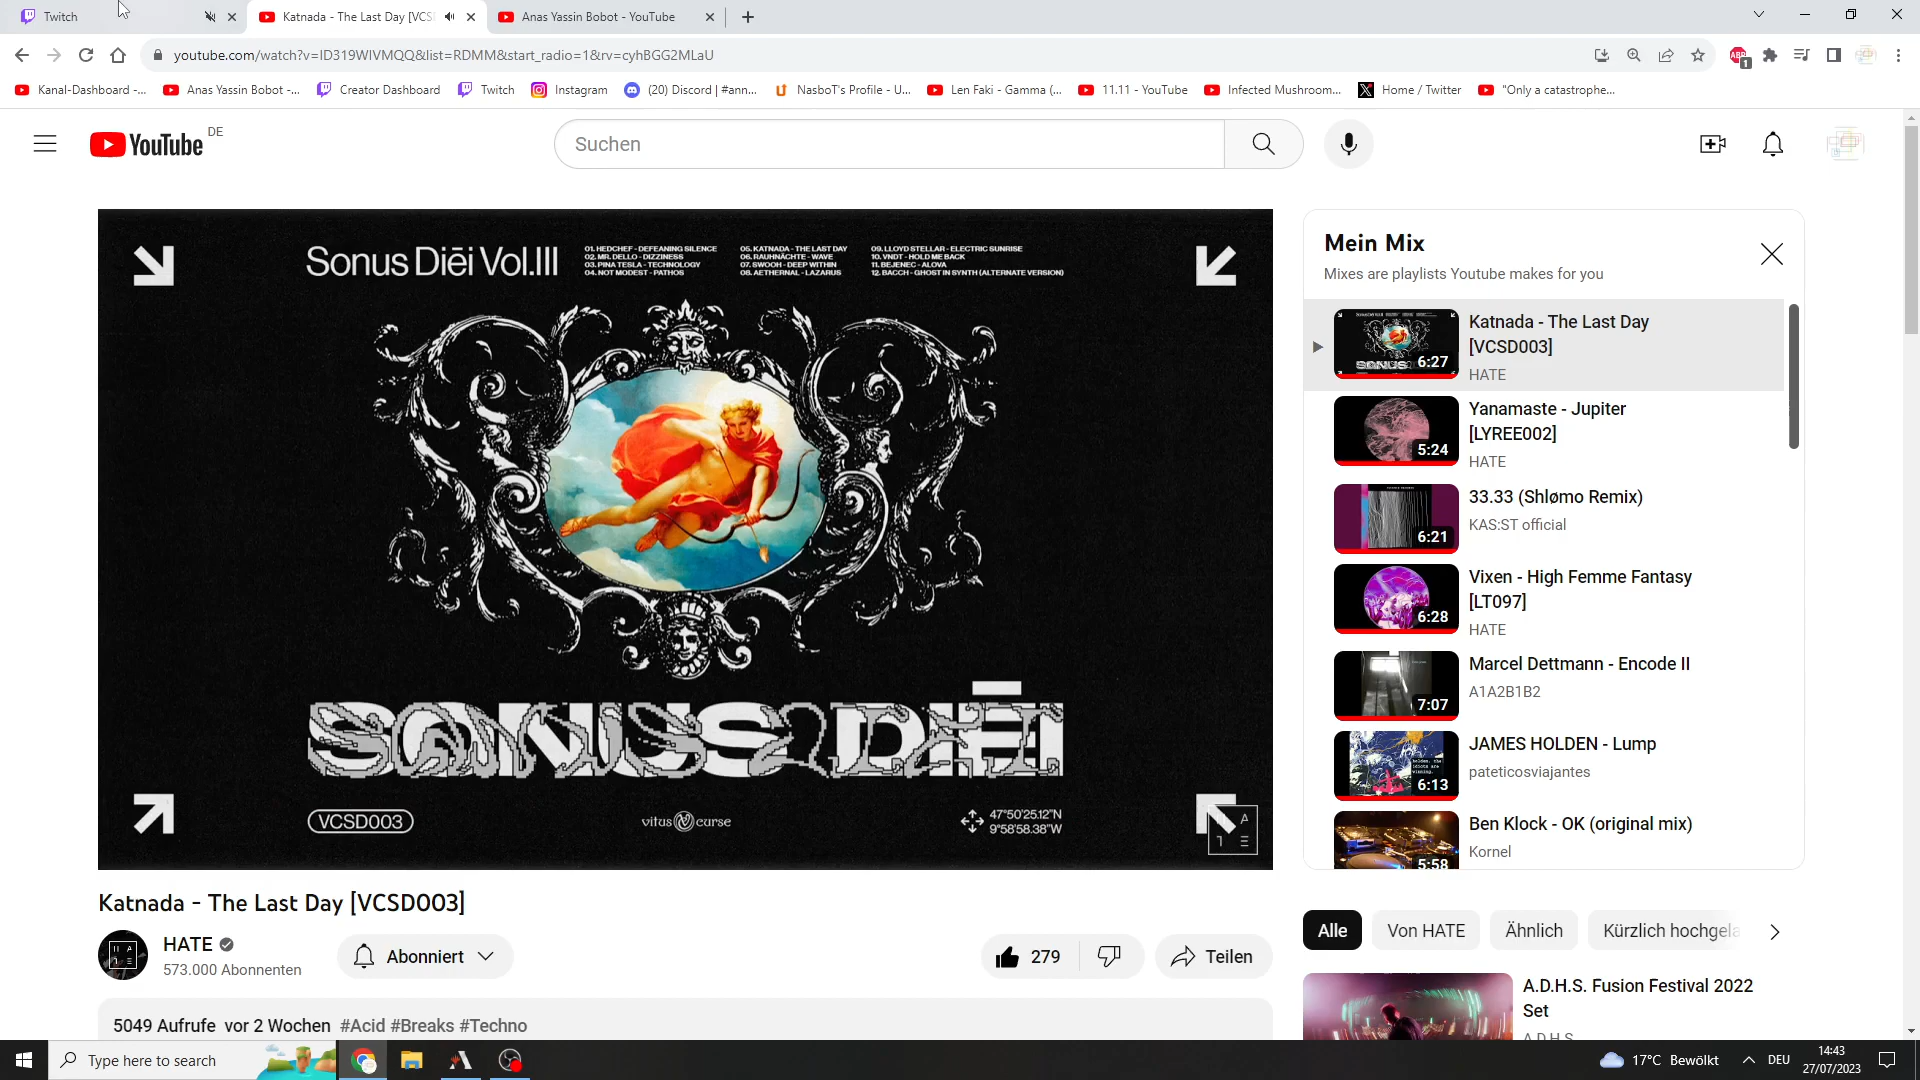 Twitch
Katnada - The Last Day [VCS
Anas Yassin Bobot - YouTube
youtube.com/watch?v=ID319WIVMQQ&list=RDMM&start_radio=1&rv=cyhBGG2MLaU
1
Kanal-Dashboard -...
Anas Yassin Bobot -...
Creator Dashboard
Twitch
Instagram
(20) Discord | #ann...
NasboT's Profile - U...
Len Faki - Gamma (...
11.11 - YouTube
Infected Mushroom...
Home / Twitter
"Only a catastrophe...
YouTube DE
Suchen
Sonus Diēi Vol.III
01. HEDCHEF - DEFEANING SILENCE
02. MR. DELLO - DIZZINESS
03. PINA TESLA - TECHNOLOGY
04. NOT MODEST - PATHOS
05. KATNADA - THE LAST DAY
06. RAUHNÄCHTE - WAVE
07. SWOOH - DEEP WITHIN
08. AETHERNAL - LAZARUS
09. LLOYD STELLAR - ELECTRIC SUNRISE
10. VNDT - HOLD ME BACK
11. BEJENEC - ALOVA
12. BACCH - GHOST IN SYNTH (ALTERNATE VERSION)
SONUS DIĒI
VCSD003
vitus curse
47°50'25.12"N
9°58'58.38"W
Mein Mix
Mixes are playlists Youtube makes for you
Katnada - The Last Day
[VCSD003]
6:27
HATE
Yanamaste - Jupiter
[LYREE002]
5:24
HATE
33.33 (Shlømo Remix)
KAS:ST official
6:21
Vixen - High Femme Fantasy
[LT097]
6:28
HATE
Marcel Dettmann - Encode II
A1A2B1B2
7:07
JAMES HOLDEN - Lump
pateticosviajantes
6:13
Ben Klock - OK (original mix)
Kornel
5:58
Katnada - The Last Day [VCSD003]
HATE
573.000 Abonnenten
Abonniert
279
Teilen
5049 Aufrufe vor 2 Wochen #Acid #Breaks #Techno
Alle
Von HATE
Ähnlich
Kürzlich hochgela
A.D.H.S. Fusion Festival 2022
Set
A.D.H.S.
Type here to search
17°C Bewölkt
DEU
14:43
27/07/2023